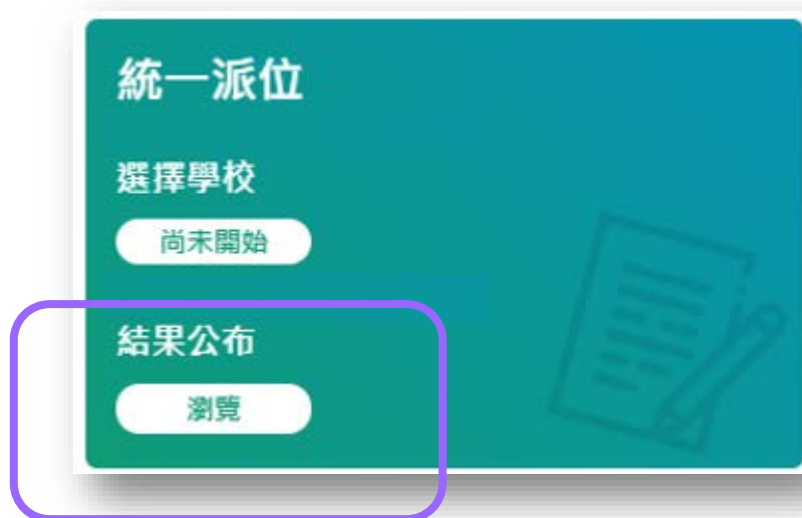 統一派位
選擇學校
尚未開始
結果公布
瀏覽